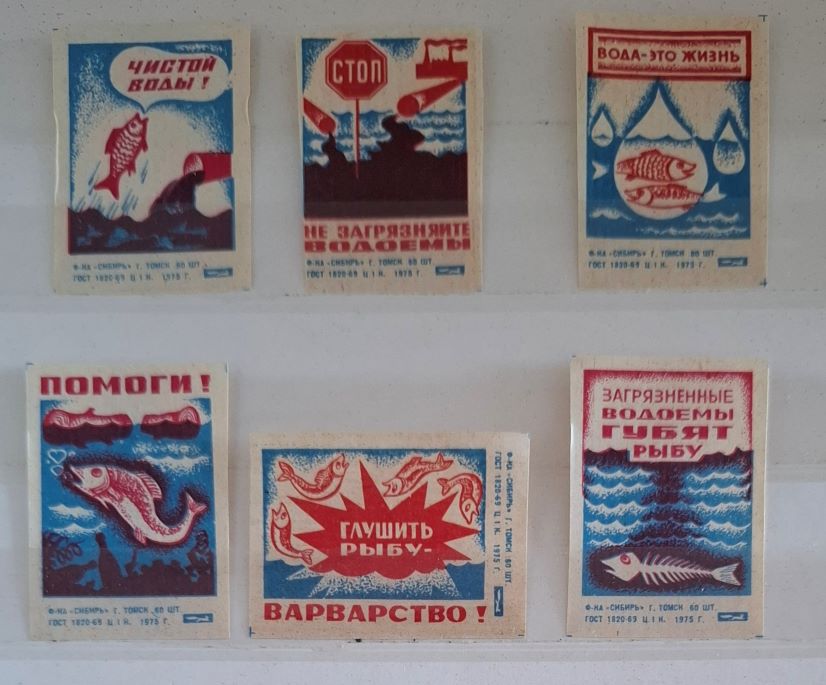 ЧИСТОЙ
ВОДЫ!
Ф-КА «СИБИРЬ» Г. ТОМСК 60 ШТ.
ГОСТ 1820-69 Ц 1 К. 1975 Г.
СТОП
НЕ ЗАГРЯЗНЯЙТЕ
ВОДОЕМЫ
Ф-КА «СИБИРЬ» Г. ТОМСК 60 ШТ.
ГОСТ 1820-69 Ц 1 К. 1975 Г.
ВОДА-ЭТО ЖИЗНЬ
Ф-КА «СИБИРЬ» Г. ТОМСК 60 ШТ.
ГОСТ 1820-69 Ц 1 К. 1975 Г.
ПОМОГИ!
Ф-КА «СИБИРЬ» Г. ТОМСК 60 ШТ.
ГОСТ 1820-69 Ц 1 К. 1975 Г.
ГЛУШИТЬ
РЫБУ-
ВАРВАРСТВО!
Ф-КА «СИБИРЬ» Г. ТОМСК 60 ШТ.
ГОСТ 1820-69 Ц 1 К. 1975 Г.
ЗАГРЯЗНЕННЫЕ
ВОДОЕМЫ
ГУБЯТ
РЫБУ
Ф-КА «СИБИРЬ» Г. ТОМСК 60 ШТ.
ГОСТ 1820-69 Ц 1 К. 1975 Г.